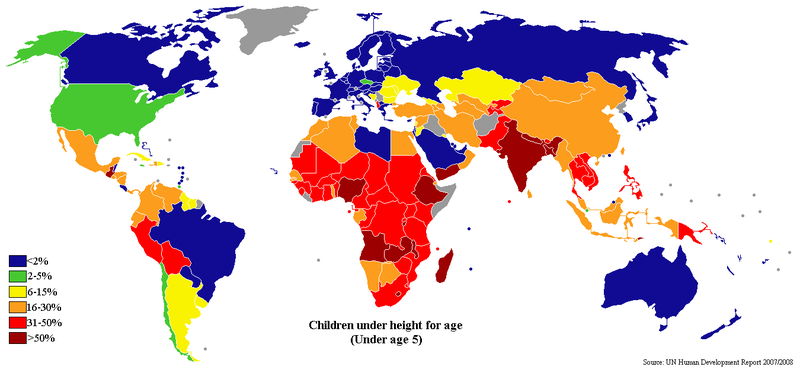 <2%
2-5%
6-15%
16-30%
31-50%
>50%
Children under height for age
(Under age 5)
Source: UN Human Development Report 2007/2008